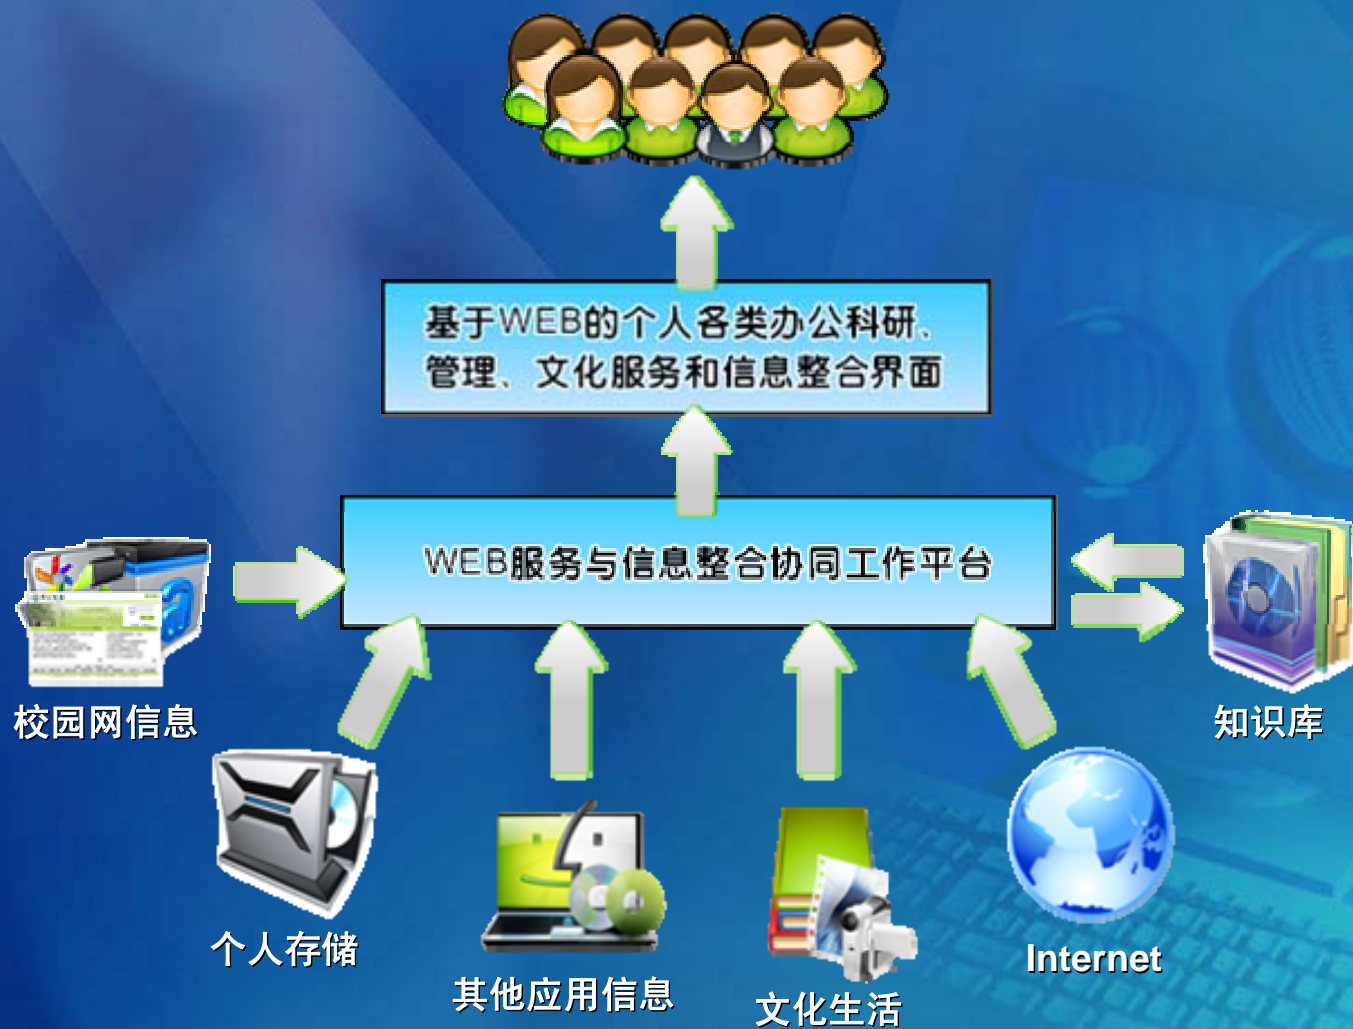 基于WEB的个人各类办公科研、
管理、文化服务和信息整合界面
WEB服务与信息整合协同工作平台
校园网信息
知识库
个人存储
其他应用信息
文化生活
Internet